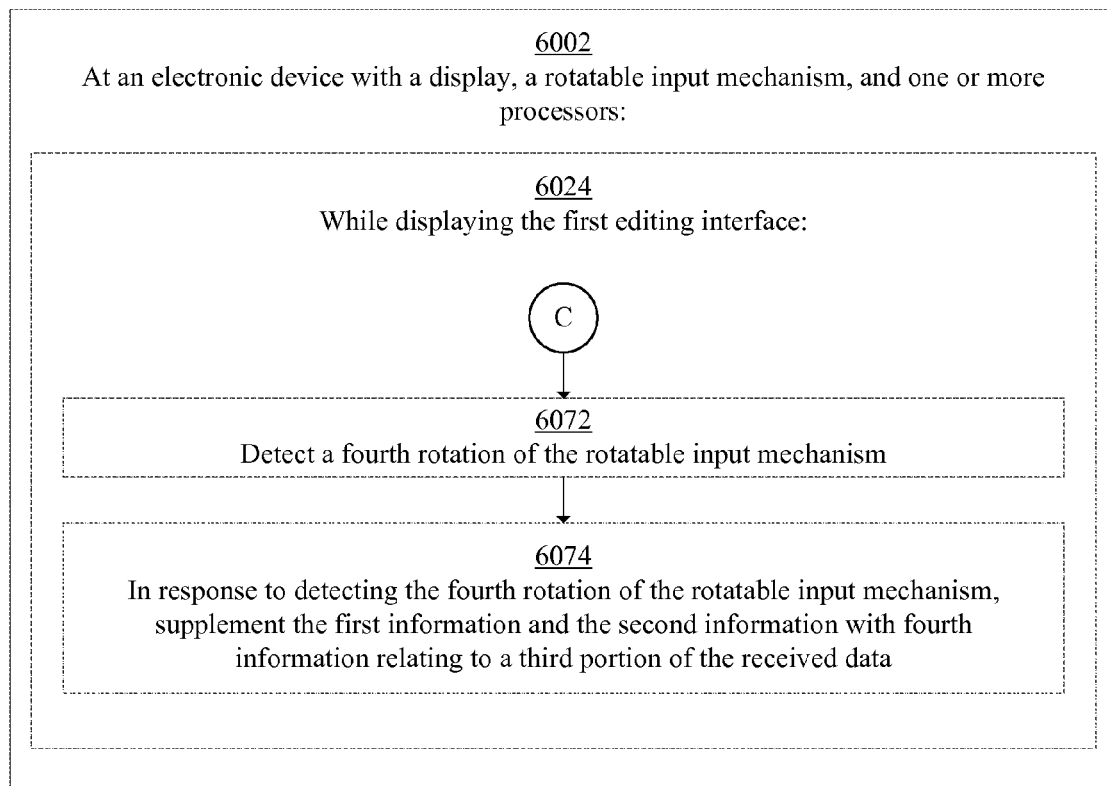 6002
At an electronic device with a display, a rotatable input mechanism, and one or more
processors:
6024
While displaying the first editing interface:
C
6072
Detect a fourth rotation of the rotatable input mechanism
6074
In response to detecting the fourth rotation of the rotatable input mechanism,
supplement the first information and the second information with fourth
information relating to a third portion of the received data